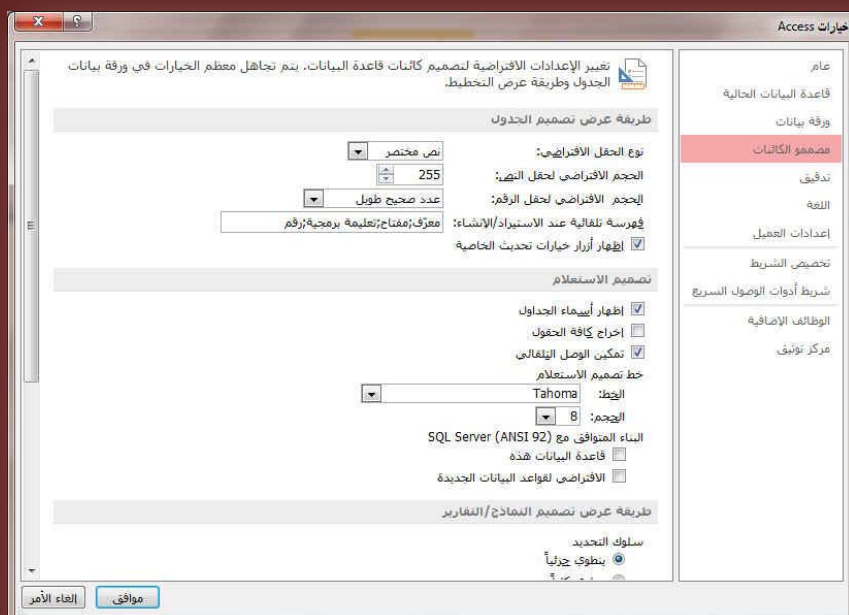 خيارات Access
عام
قاعدة البيانات الحالية
ورقة بيانات
مصممو الكائنات
تدقيق
اللغة
إعدادات العميل
تخصيص الشريط
شريط أدوات الوصول السريع
الوظائف الإضافية
مركز توثيق
تغيير الإعدادات الافتراضية لتصميم كائنات قاعدة البيانات. يتم تجاهل معظم الخيارات في ورقة بيانات
الجدول وطريقة عرض التخطيط.
طريقة عرض تصميم الجدول
نوع الحقل الافتراضي: نص مختصر
الحجم الافتراضي لحقل النص: 255
الحجم الافتراضي لحقل الرقم: عدد صحيح طويل
فهرسة تلقائية عند الاستيراد/الإنشاء: معرّف;مفتاح;تعليمة برمجية;رقم
إظهار أزرار خيارات تحديث الخاصية
تصميم الاستعلام
إظهار أسماء الجداول
إخراج كافة الحقول
تمكين الوصل التلقائي
خط تصميم الاستعلام
الخط: Tahoma
الحجم: 8
البناء المتوافق مع SQL Server (ANSI 92)
قاعدة البيانات هذه
الافتراضي لقواعد البيانات الجديدة
طريقة عرض تصميم النماذج/التقارير
سلوك التحديد
ينطوي جزئياً
موافق
إلغاء الأمر